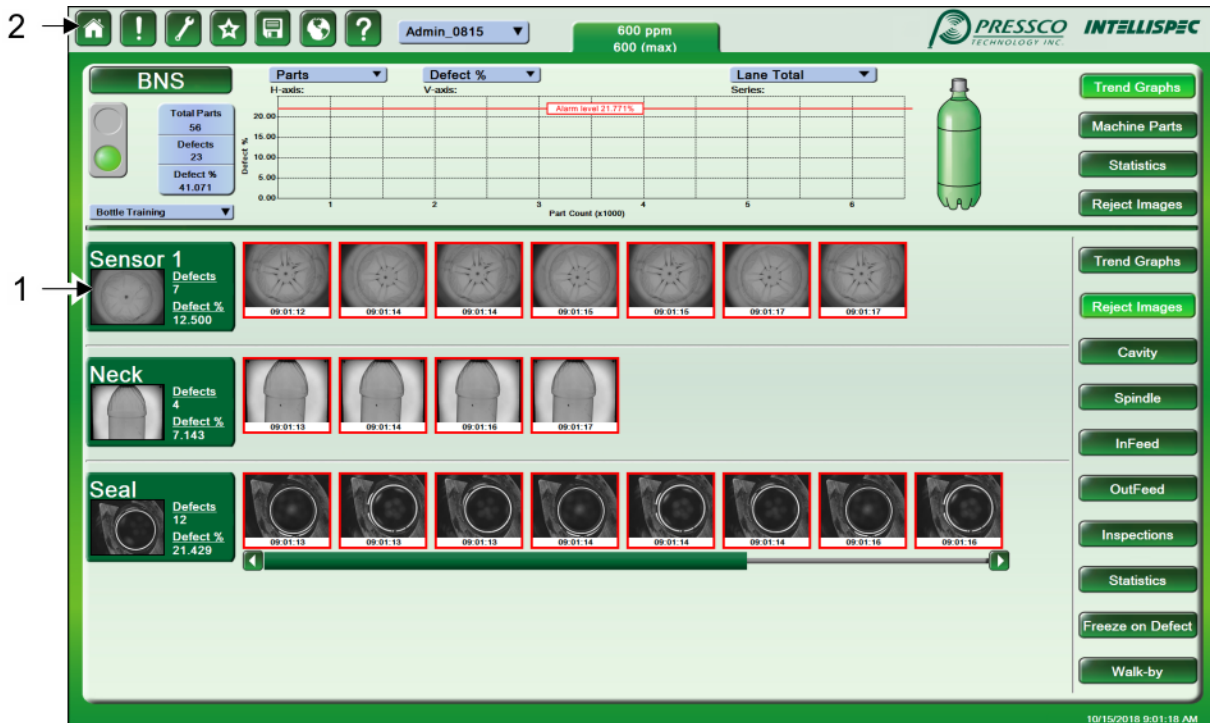 2
Admin_0815
600 ppm
600 (max)
PRESSCO
TECHNOLOGY INC.
INTELLISPEC
BNS
Parts
Defect %
Lane Total
H-axis:
V-axis:
Series:
Total Parts
56
Defects
23
Defect %
41.071
Bottle Training
Alarm level 21.771%
Defect %
20.00
15.00
10.00
5.00
0.00
1 2 3 4 5 6
Part Count (x1000)
Trend Graphs
Machine Parts
Statistics
Reject Images
1
Sensor 1
Defects
7
Defect %
12.500
09:01:12 09:01:14 09:01:14 09:01:15 09:01:15 09:01:17 09:01:17
Neck
Defects
4
Defect %
7.143
09:01:13 09:01:14 09:01:16 09:01:17
Seal
Defects
12
Defect %
21.429
09:01:13 09:01:13 09:01:13 09:01:14 09:01:14 09:01:14 09:01:16 09:01:16
Trend Graphs
Reject Images
Cavity
Spindle
InFeed
OutFeed
Inspections
Statistics
Freeze on Defect
Walk-by
10/15/2018 9:01:18 AM